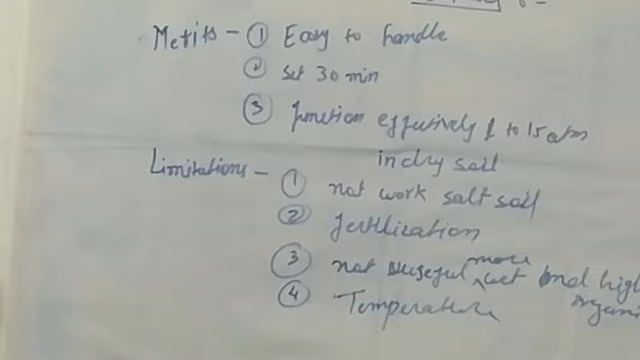 Merits - ① Easy to handle
② Set 30 min
③ function effectively 1 to 15 atm
in dry soil
Limitations - ① not work salt soil
② fertilization
③ not useful more wet and high
④ Temperature organi